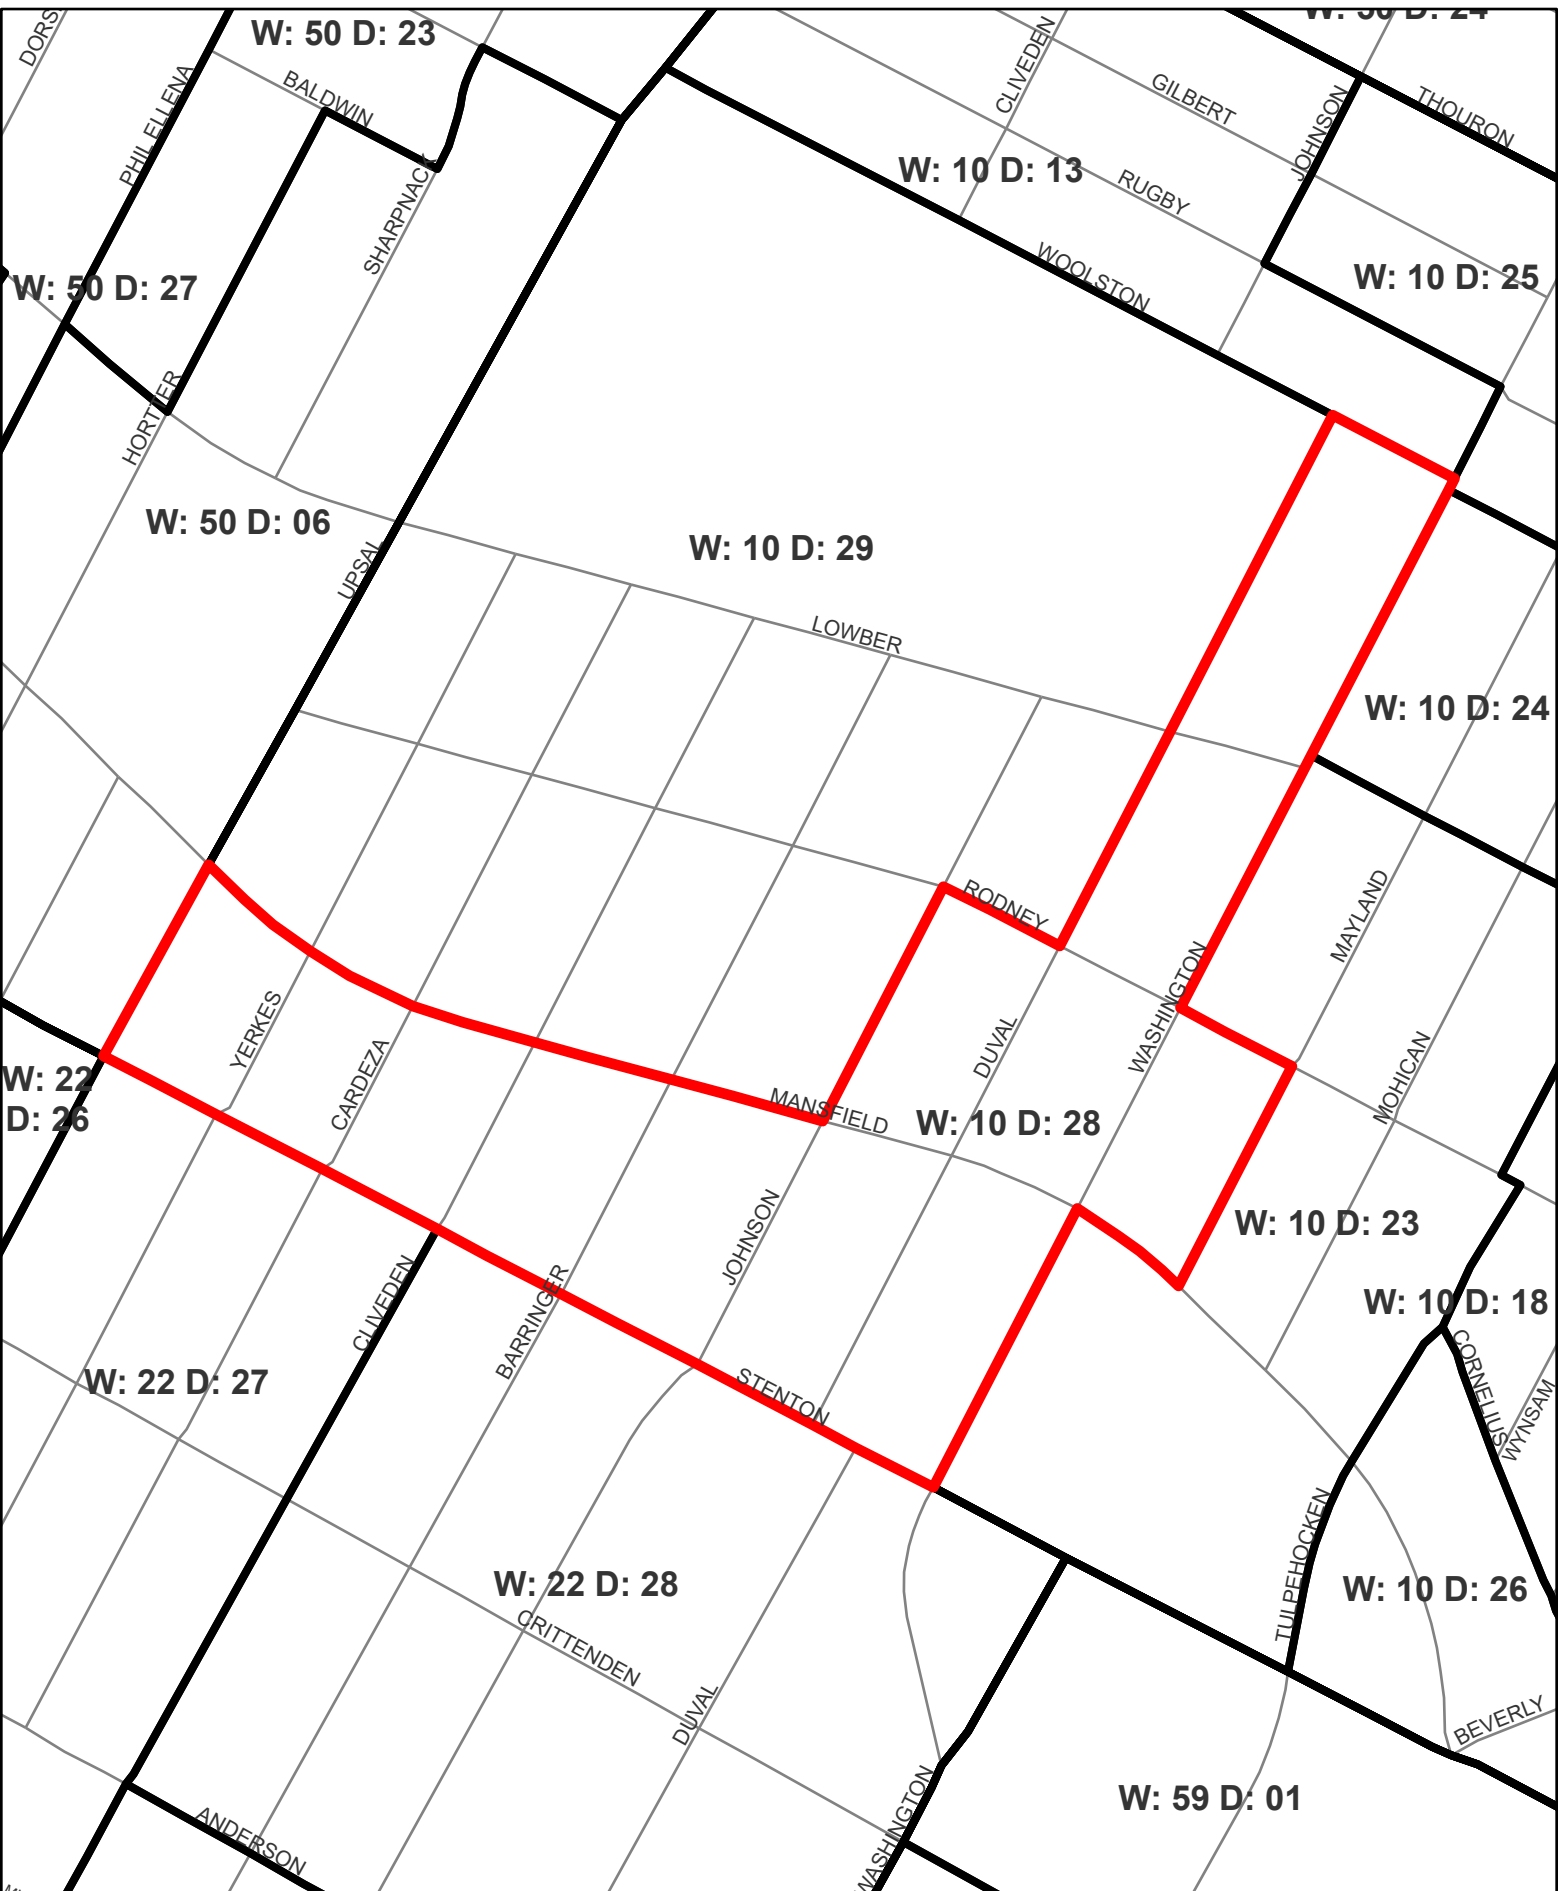 W: 50 D: 23
CLIVEDEN
GILBERT
THOURON
PHIL ELLENA
BALDWIN
JOHNSON
W: 10 D: 13
RUGBY
SHARPNACK
WOOLSTON
W: 10 D: 25
W: 50 D: 27
HORTTER
W: 50 D: 06
UPSAL
W: 10 D: 29
LOWBER
W: 10 D: 24
RODNEY
MAYLAND
WASHINGTON
YERKES
DUVAL
CARDEZA
MOHICAN
W: 22
D: 26
MANSFIELD
W: 10 D: 28
JOHNSON
W: 10 D: 23
W: 10 D: 18
CLIVEDEN
BARRINGER
W: 22 D: 27
STENTON
CORNELIUS
WYNSAM
W: 22 D: 28
TULPEHOCKEN
W: 10 D: 26
CRITTENDEN
DUVAL
BEVERLY
W: 59 D: 01
WASHINGTON
ANDERSON